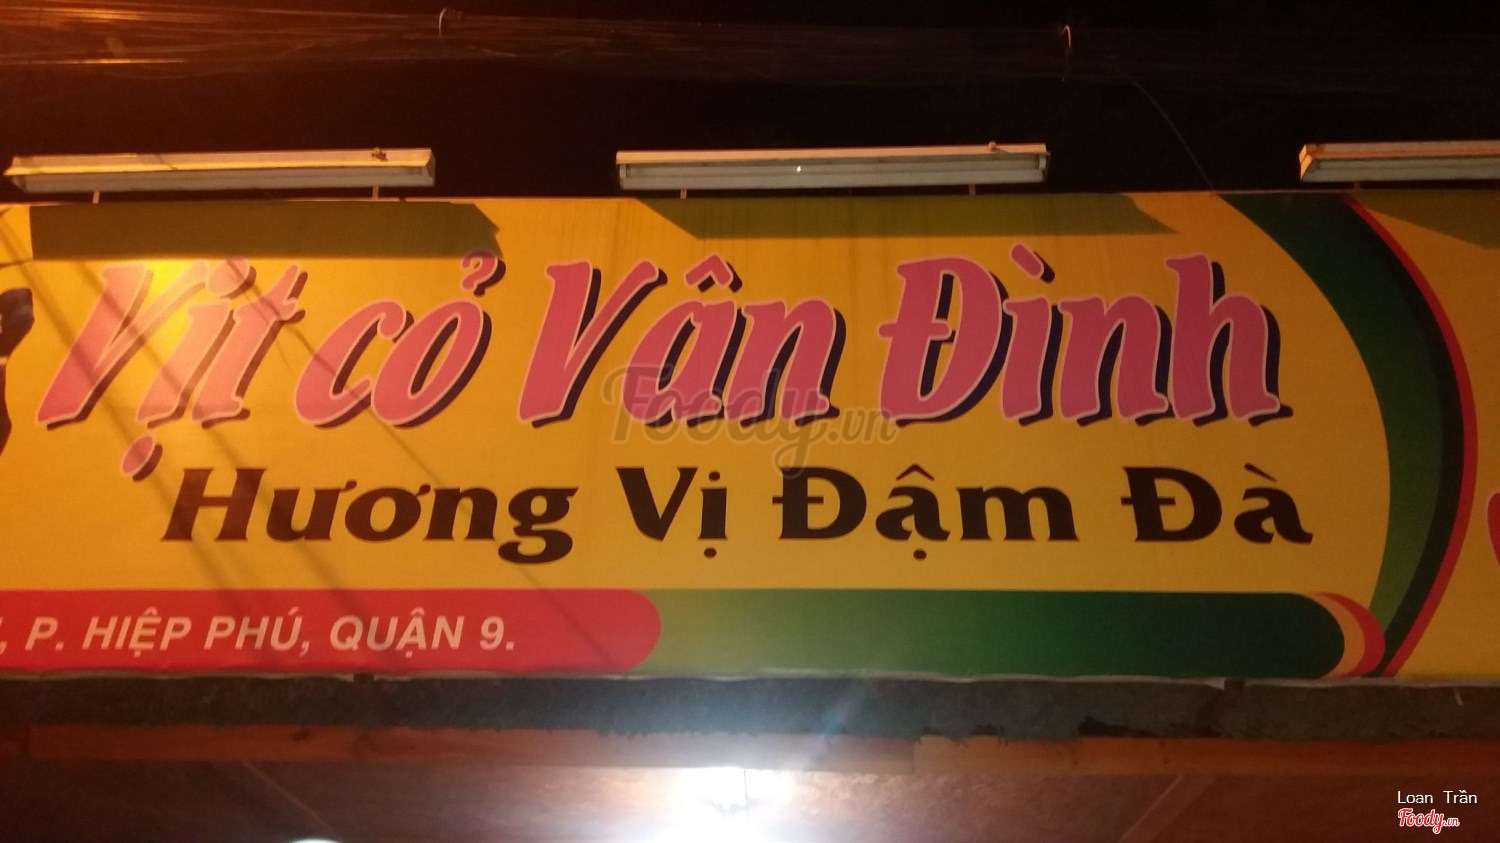 Vịt cỏ Vân Đình
Hương Vị Đậm Đà
P. HIỆP PHÚ, QUẬN 9.
Foody.vn
Loan Trần
Foody.vn